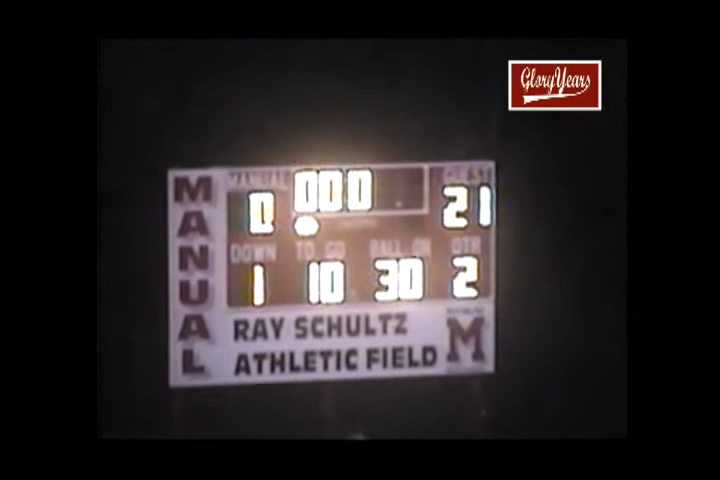 GloryYears
MANUAL
MANUAL
0
000
21
DOWN TO GO BALL ON QTR
1 10 30 2
RAY SCHULTZ
ATHLETIC FIELD
M